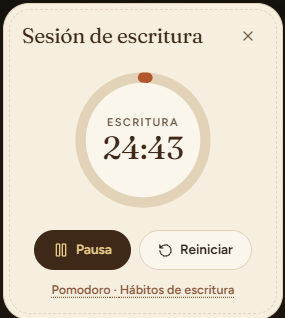 Sesión de escritura
ESCRITURA
24:43
Pausa
Reiniciar
Pomodoro · Hábitos de escritura